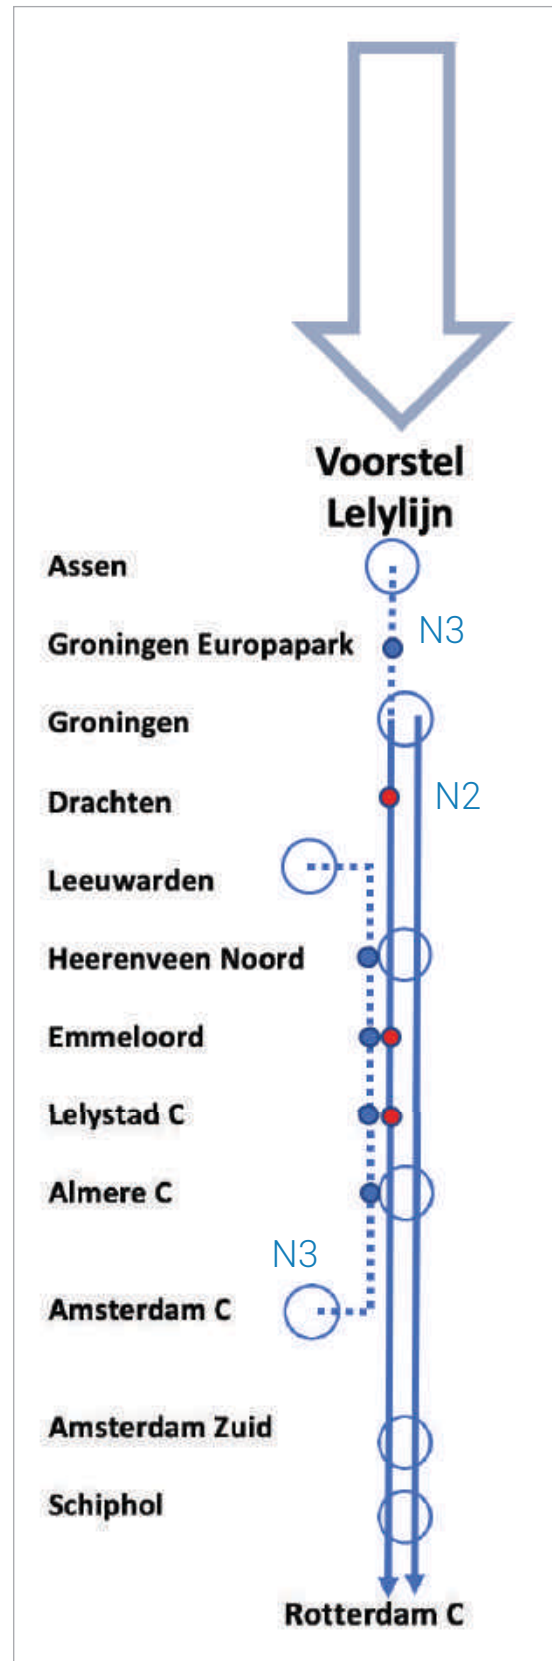 Voorstel
Lelylijn
Assen
N3
Groningen Europapark
Groningen
Drachten
N2
Leeuwarden
Heerenveen Noord
Emmeloord
Lelystad C
Almere C
N3
Amsterdam C
Amsterdam Zuid
Schiphol
Rotterdam C